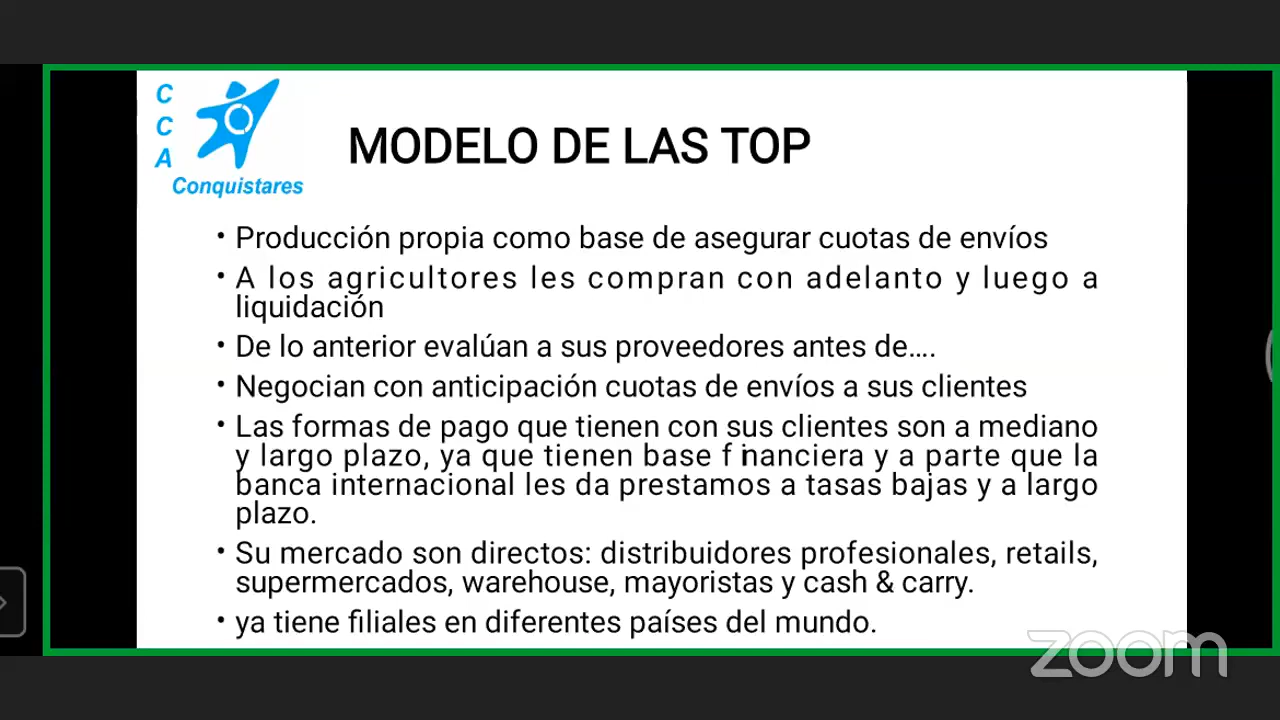 C
C
A
Conquistares
MODELO DE LAS TOP
• Producción propia como base de asegurar cuotas de envíos
• A los agricultores les compran con adelanto y luego a
liquidación
• De lo anterior evalúan a sus proveedores antes de....
• Negocian con anticipación cuotas de envíos a sus clientes
• Las formas de pago que tienen con sus clientes son a mediano
y largo plazo, ya que tienen base financiera y a parte que la
banca internacional les da prestamos a tasas bajas y a largo
plazo.
• Su mercado son directos: distribuidores profesionales, retails,
supermercados, warehouse, mayoristas y cash & carry.
• ya tiene filiales en diferentes países del mundo.
zoom